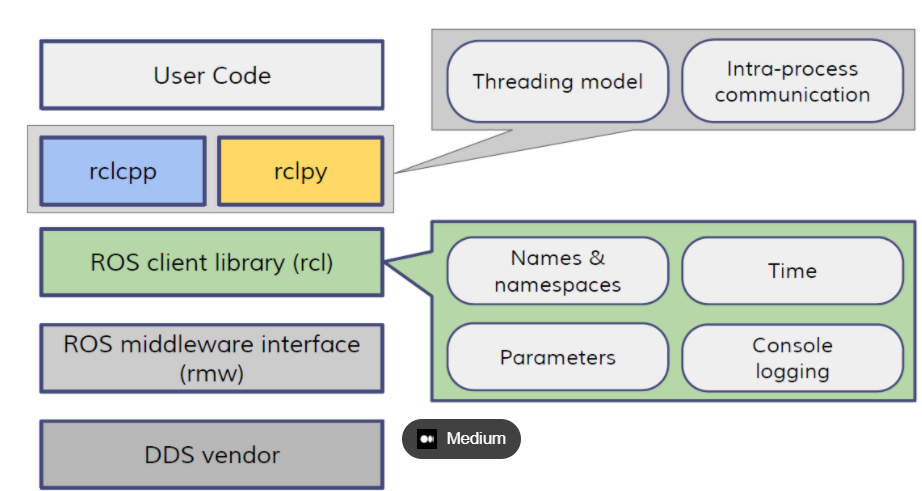 User Code
Threading model
Intra-process
communication
rclcpp
rclpy
ROS client library (rcl)
Names &
namespaces
Time
Parameters
Console
logging
ROS middleware interface
(rmw)
DDS vendor
Medium